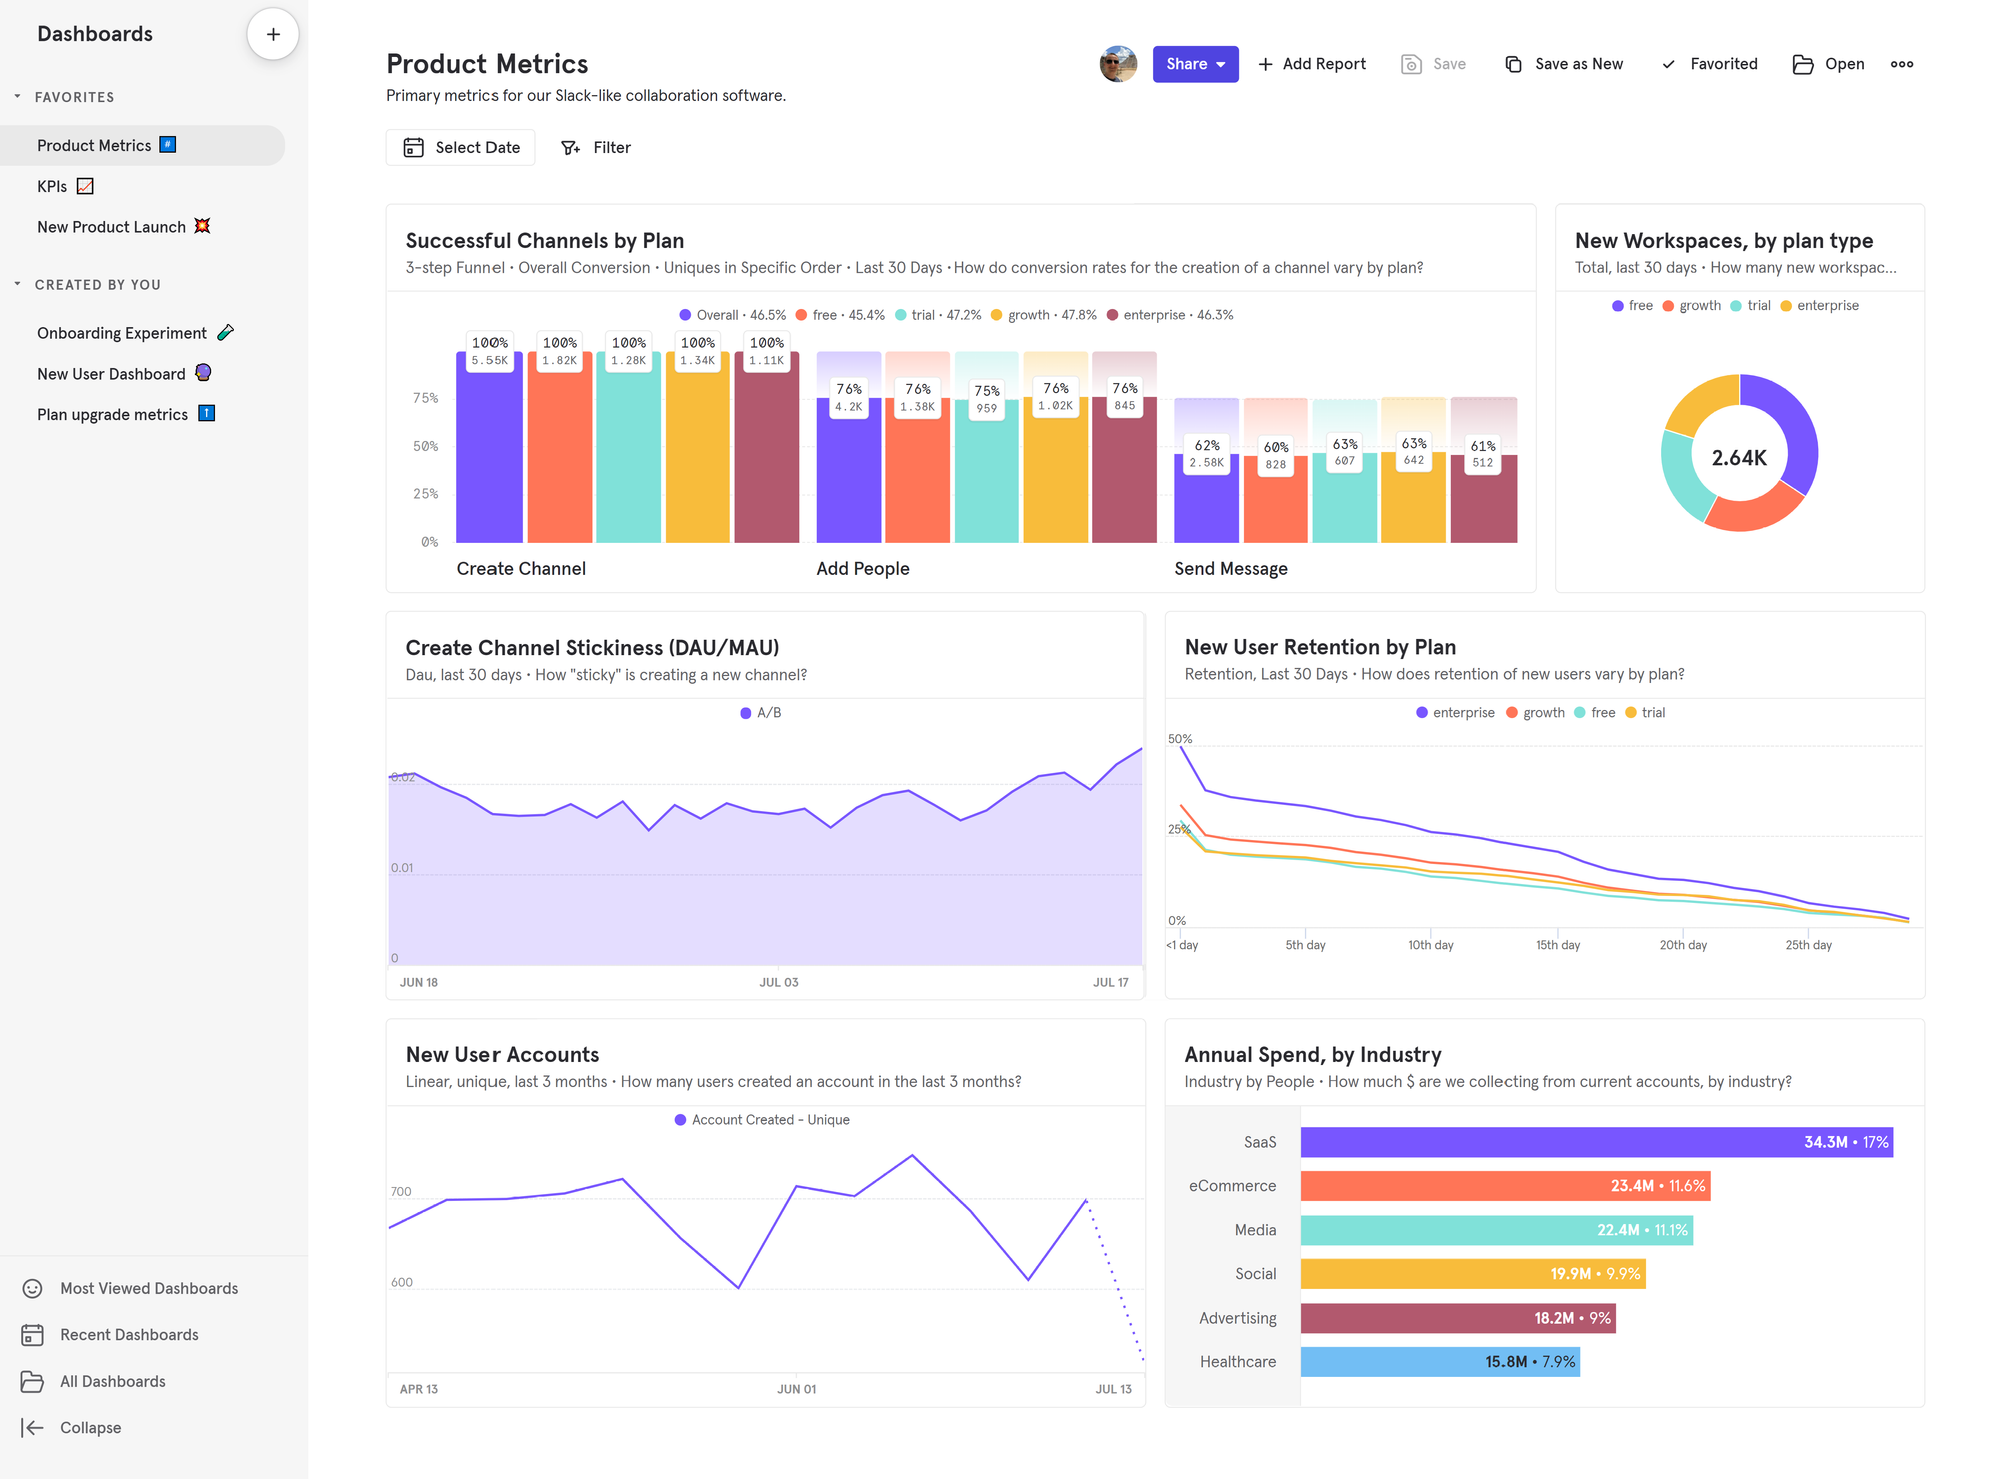 Dashboards
+
FAVORITES
Product Metrics #
KPIs
New Product Launch
CREATED BY YOU
Onboarding Experiment
New User Dashboard
Plan upgrade metrics
Most Viewed Dashboards
Recent Dashboards
All Dashboards
Collapse
Product Metrics
Primary metrics for our Slack-like collaboration software.
Share
+ Add Report
Save
Save as New
Favorited
Open
Select Date
Filter
Successful Channels by Plan
3-step Funnel • Overall Conversion • Uniques in Specific Order • Last 30 Days • How do conversion rates for the creation of a channel vary by plan?
Overall • 46.5% free • 45.4% trial • 47.2% growth • 47.8% enterprise • 46.3%
75%
50%
25%
0%
100%
5.55K
100%
1.82K
100%
1.28K
100%
1.34K
100%
1.11K
76%
4.2K
76%
1.38K
75%
959
76%
1.02K
76%
845
62%
2.58K
60%
828
63%
607
63%
642
61%
512
Create Channel
Add People
Send Message
New Workspaces, by plan type
Total, last 30 days • How many new workspac...
free growth trial enterprise
2.64K
Create Channel Stickiness (DAU/MAU)
Dau, last 30 days • How "sticky" is creating a new channel?
A/B
0.02
0.01
0
JUN 18
JUL 03
JUL 17
New User Retention by Plan
Retention, Last 30 Days • How does retention of new users vary by plan?
enterprise growth free trial
50%
25%
0%
<1 day
5th day
10th day
15th day
20th day
25th day
New User Accounts
Linear, unique, last 3 months • How many users created an account in the last 3 months?
Account Created - Unique
700
600
APR 13
JUN 01
JUL 13
Annual Spend, by Industry
Industry by People • How much $ are we collecting from current accounts, by industry?
SaaS 34.3M • 17%
eCommerce 23.4M • 11.6%
Media 22.4M • 11.1%
Social 19.9M • 9.9%
Advertising 18.2M • 9%
Healthcare 15.8M • 7.9%